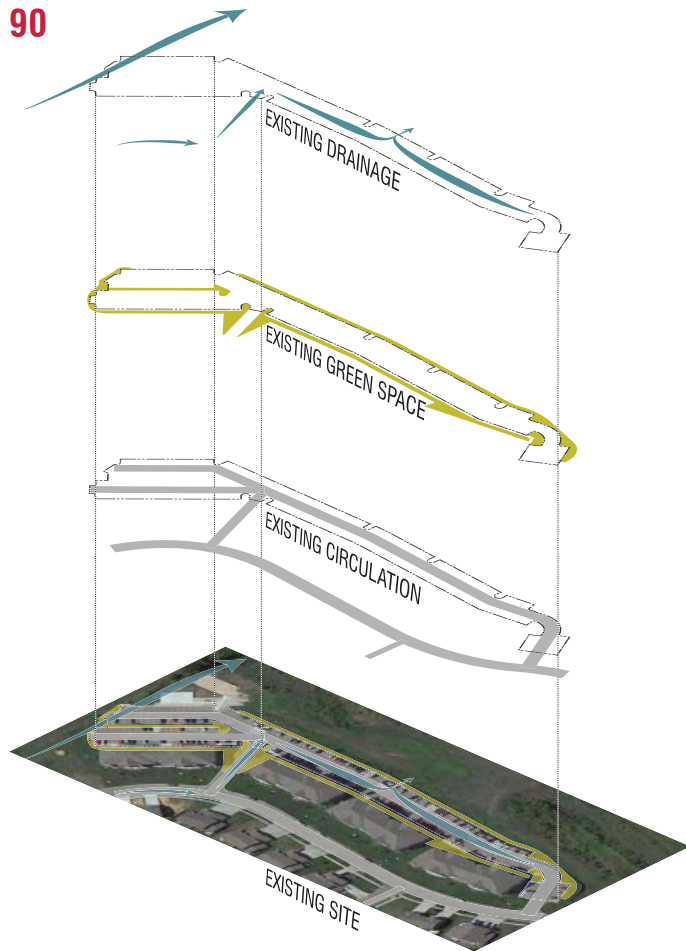 90
EXISTING DRAINAGE
EXISTING GREEN SPACE
EXISTING CIRCULATION
EXISTING SITE